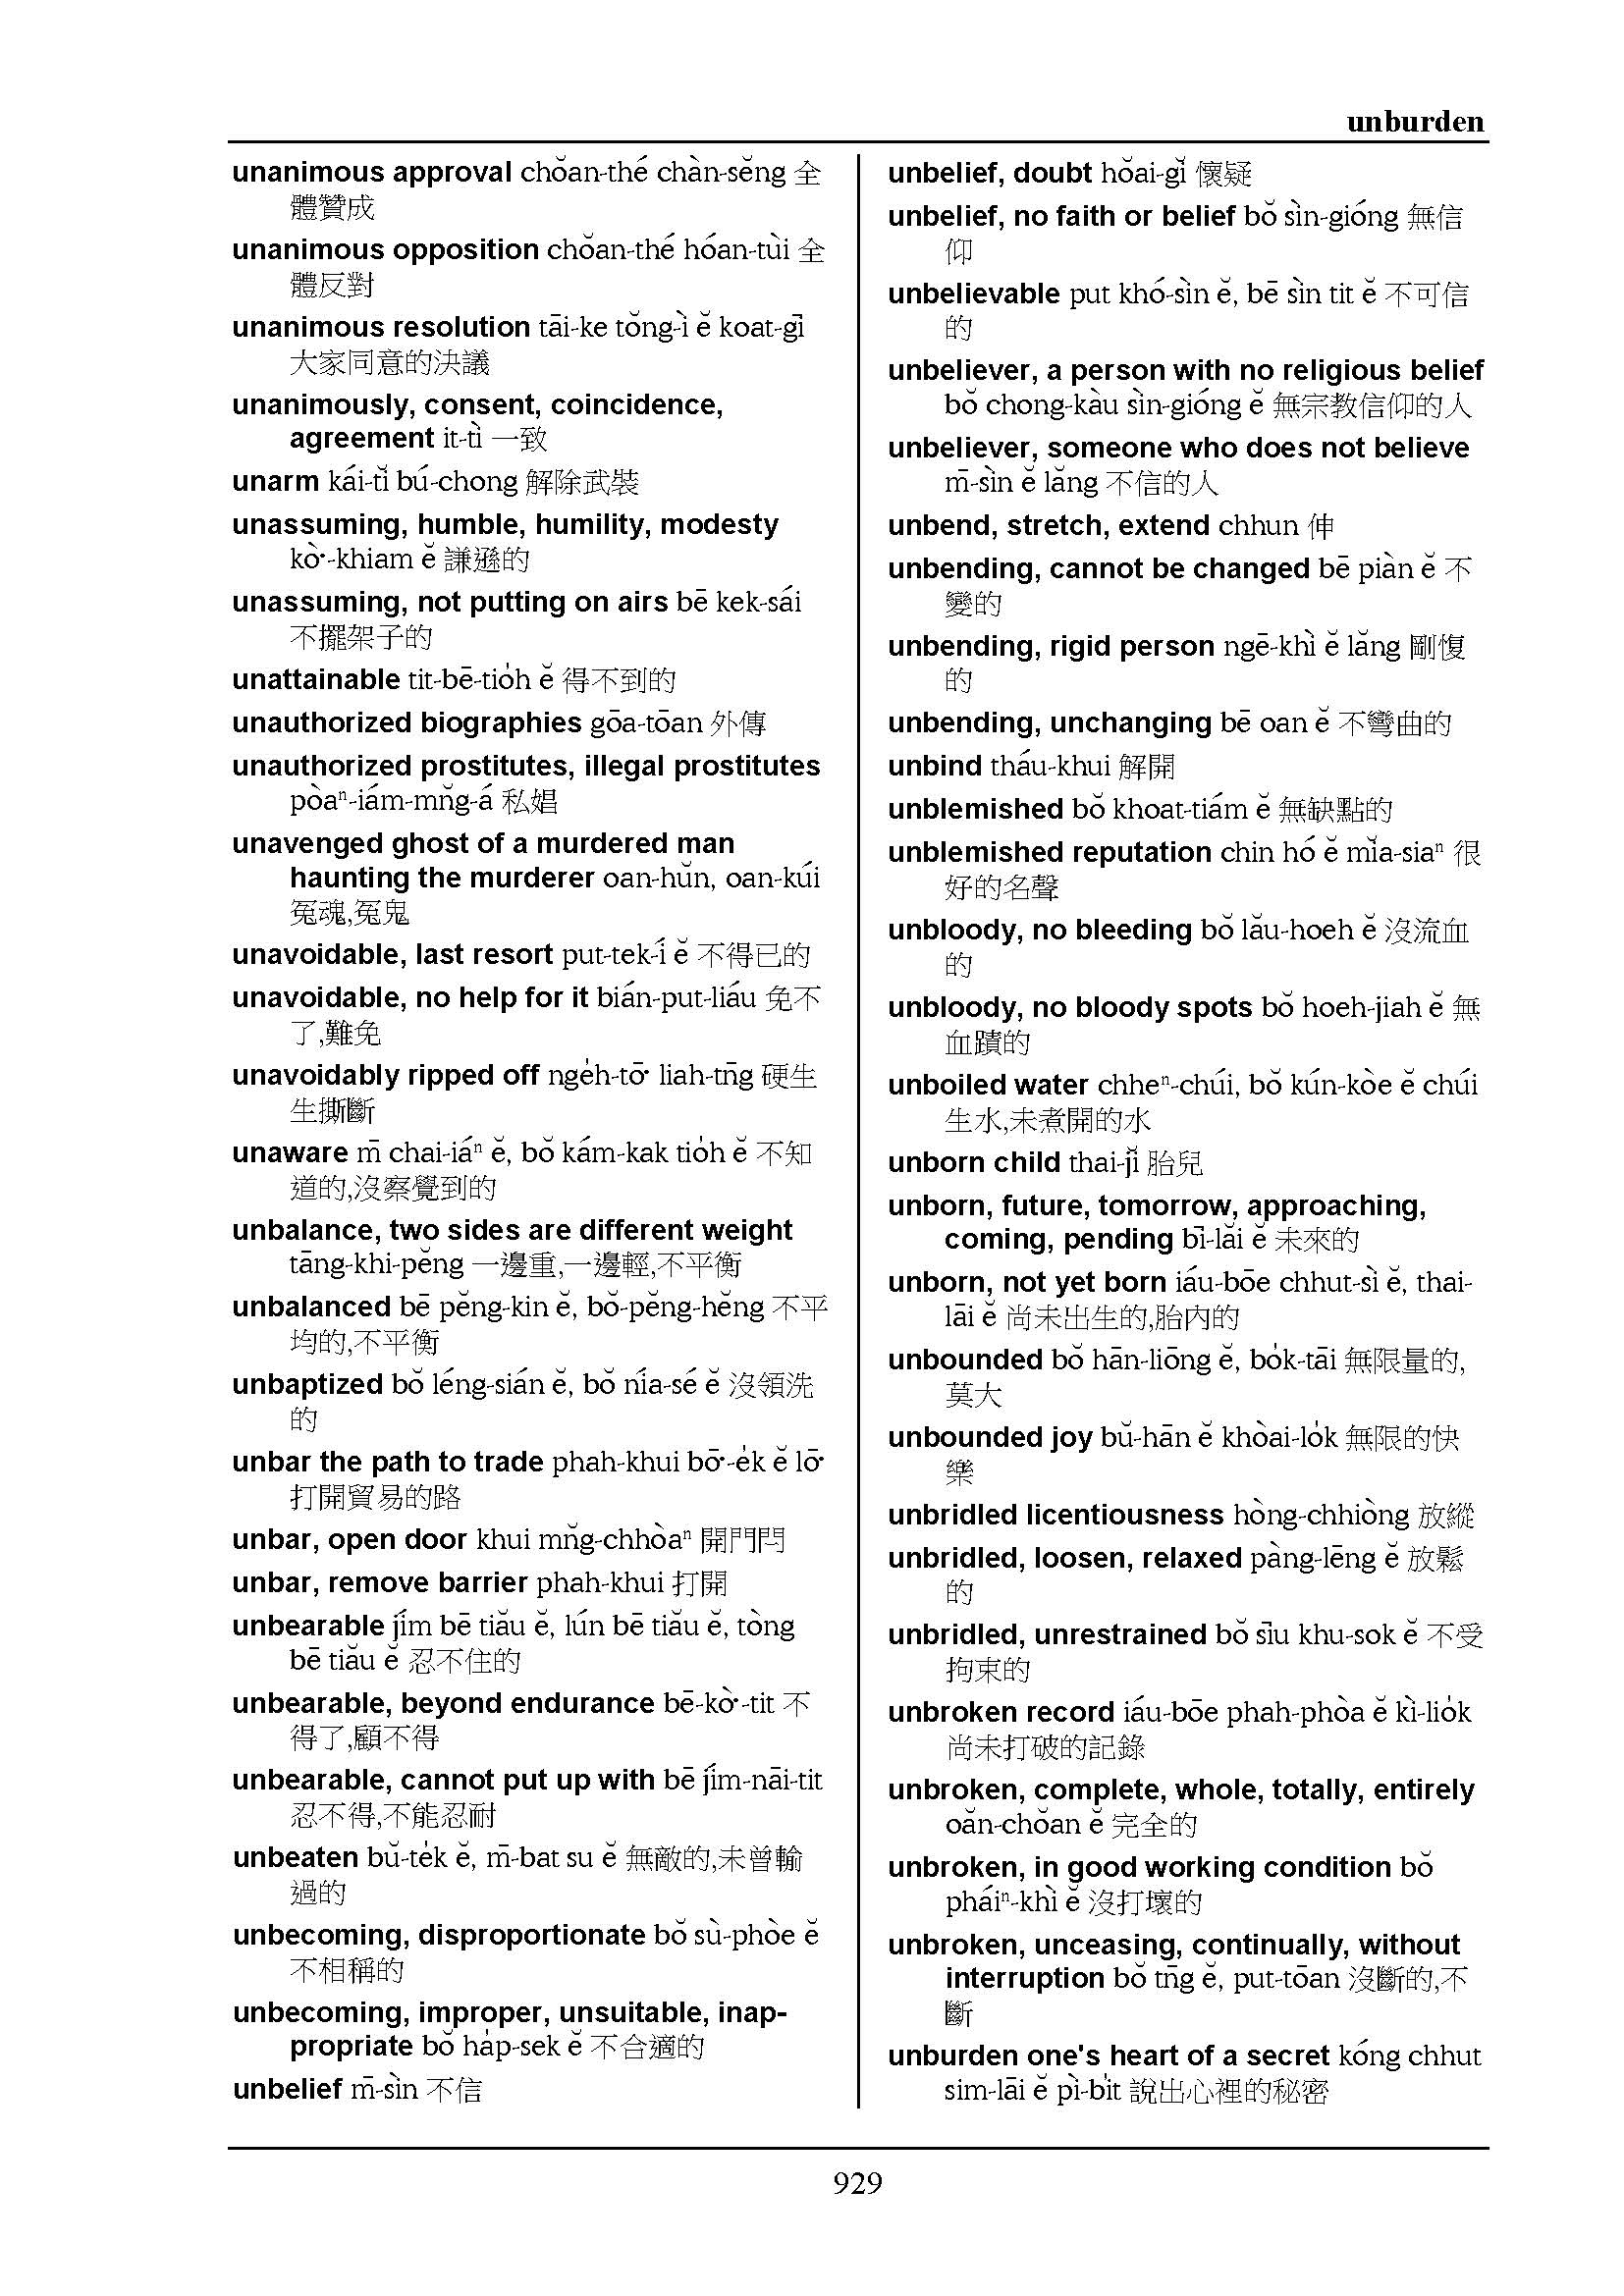 unburden
unanimous approval chŏan-thé chàn-sĕng 全
體贊成
unanimous opposition chŏan-thé hóan-tùi 全
體反對
unanimous resolution tāi-ke tŏng-ì ĕ koat-gī
大家同意的決議
unanimously, consent, coincidence,
agreement it-tì 一致
unarm kái-tĭ bú-chong 解除武裝
unassuming, humble, humility, modesty
kò͘-khiam ĕ 謙遜的
unassuming, not putting on airs bē kek-sái
不擺架子的
unattainable tit-bē-tio̍h ĕ 得不到的
unauthorized biographies gōa-tōan 外傳
unauthorized prostitutes, illegal prostitutes
pòaⁿ-iám-mn̆g-á 私娼
unavenged ghost of a murdered man
haunting the murderer oan-hŭn, oan-kúi
冤魂,冤鬼
unavoidable, last resort put-tek-í ĕ 不得已的
unavoidable, no help for it bián-put-liáu 免不
了,難免
unavoidably ripped off nge̍h-tō͘ liah-tn̄g 硬生
生撕斷
unaware m̄ chai-iáⁿ ĕ, bŏ kám-kak tio̍h ĕ 不知
道的,沒察覺到的
unbalance, two sides are different weight
tāng-khi-pĕng 一邊重,一邊輕,不平衡
unbalanced bē pĕng-kin ĕ, bŏ-pĕng-hĕng 不平
均的,不平衡
unbaptized bŏ léng-sián ĕ, bŏ nía-sé ĕ 沒領洗
的
unbar the path to trade phah-khui bō͘-e̍k ĕ lō͘
打開貿易的路
unbar, open door khui mn̆g-chhòaⁿ 開門閂
unbar, remove barrier phah-khui 打開
unbearable jím bē tiău ĕ, lún bē tiău ĕ, tòng
bē tiău ĕ 忍不住的
unbearable, beyond endurance bē-kò͘-tit 不
得了,顧不得
unbearable, cannot put up with bē jím-nāi-tit
忍不得,不能忍耐
unbeaten bŭ-te̍k ĕ, m̄-bat su ĕ 無敵的,未曾輸
過的
unbecoming, disproportionate bŏ sù-phòe ĕ
不相稱的
unbecoming, improper, unsuitable, inap-
propriate bŏ ha̍p-sek ĕ 不合適的
unbelief m̄-sìn 不信
unbelief, doubt hŏai-gĭ 懷疑
unbelief, no faith or belief bŏ sìn-gióng 無信
仰
unbelievable put khó-sìn ĕ, bē sìn tit ĕ 不可信
的
unbeliever, a person with no religious belief
bŏ chong-kàu sìn-gióng ĕ 無宗教信仰的人
unbeliever, someone who does not believe
m̄-sìn ĕ lăng 不信的人
unbend, stretch, extend chhun 伸
unbending, cannot be changed bē piàn ĕ 不
變的
unbending, rigid person ngē-khì ĕ lăng 剛愎
的
unbending, unchanging bē oan ĕ 不彎曲的
unbind tháu-khui 解開
unblemished bŏ khoat-tiám ĕ 無缺點的
unblemished reputation chin hó ĕ mĭa-siaⁿ 很
好的名聲
unbloody, no bleeding bŏ lău-hoeh ĕ 沒流血
的
unbloody, no bloody spots bŏ hoeh-jiah ĕ 無
血蹟的
unboiled water chheⁿ-chúi, bŏ kún-kòe ĕ chúi
生水,未煮開的水
unborn child thai-jĭ 胎兒
unborn, future, tomorrow, approaching,
coming, pending bī-lăi ĕ 未來的
unborn, not yet born iáu-bōe chhut-sì ĕ, thai-
lāi ĕ 尚未出生的,胎內的
unbounded bŏ hān-liōng ĕ, bo̍k-tāi 無限量的,
莫大
unbounded joy bŭ-hān ĕ khòai-lo̍k 無限的快
樂
unbridled licentiousness hòng-chhiòng 放縱
unbridled, loosen, relaxed pàng-lēng ĕ 放鬆
的
unbridled, unrestrained bŏ sīu khu-sok ĕ 不受
拘束的
unbroken record iáu-bōe phah-phòa ĕ kì-lio̍k
尚未打破的記錄
unbroken, complete, whole, totally, entirely
oăn-chŏan ĕ 完全的
unbroken, in good working condition bŏ
pháiⁿ-khì ĕ 沒打壞的
unbroken, unceasing, continually, without
interruption bŏ tn̄g ĕ, put-tōan 沒斷的,不
斷
unburden one's heart of a secret kóng chhut
sim-lāi ĕ pì-bi̍t 說出心裡的秘密
929